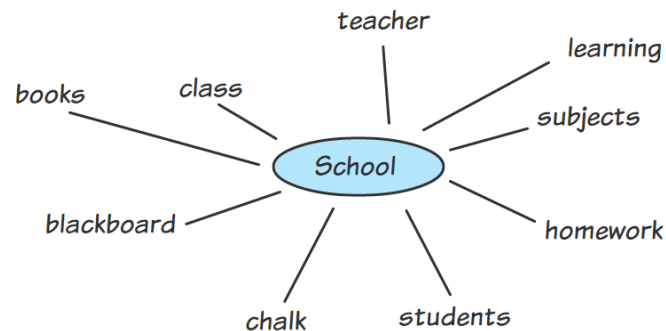 teacher
learning
class
books
subjects
School
blackboard
homework
chalk
students